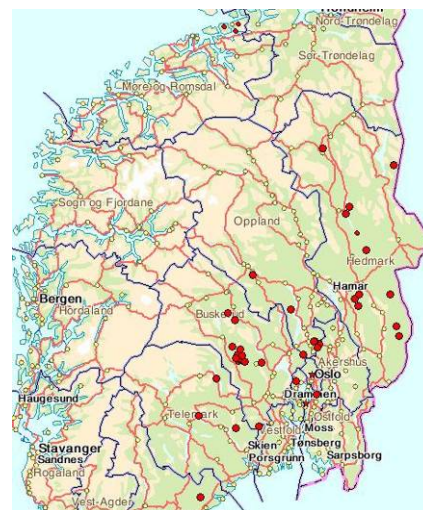 Trondheim
Nord-Trøndelag
Sør-Trøndelag
Møre og Romsdal
Sogn og Fjordane
Oppland
Hedmark
Hamar
Bergen
Hordaland
Buskerud
Akershus
Oslo
Haugesund
Drammen
Telemark
Østfold
Vestfold
Moss
Skien
Tønsberg
Stavanger
Porsgrunn
Sarpsborg
Sandnes
Rogaland
Vest-Agder